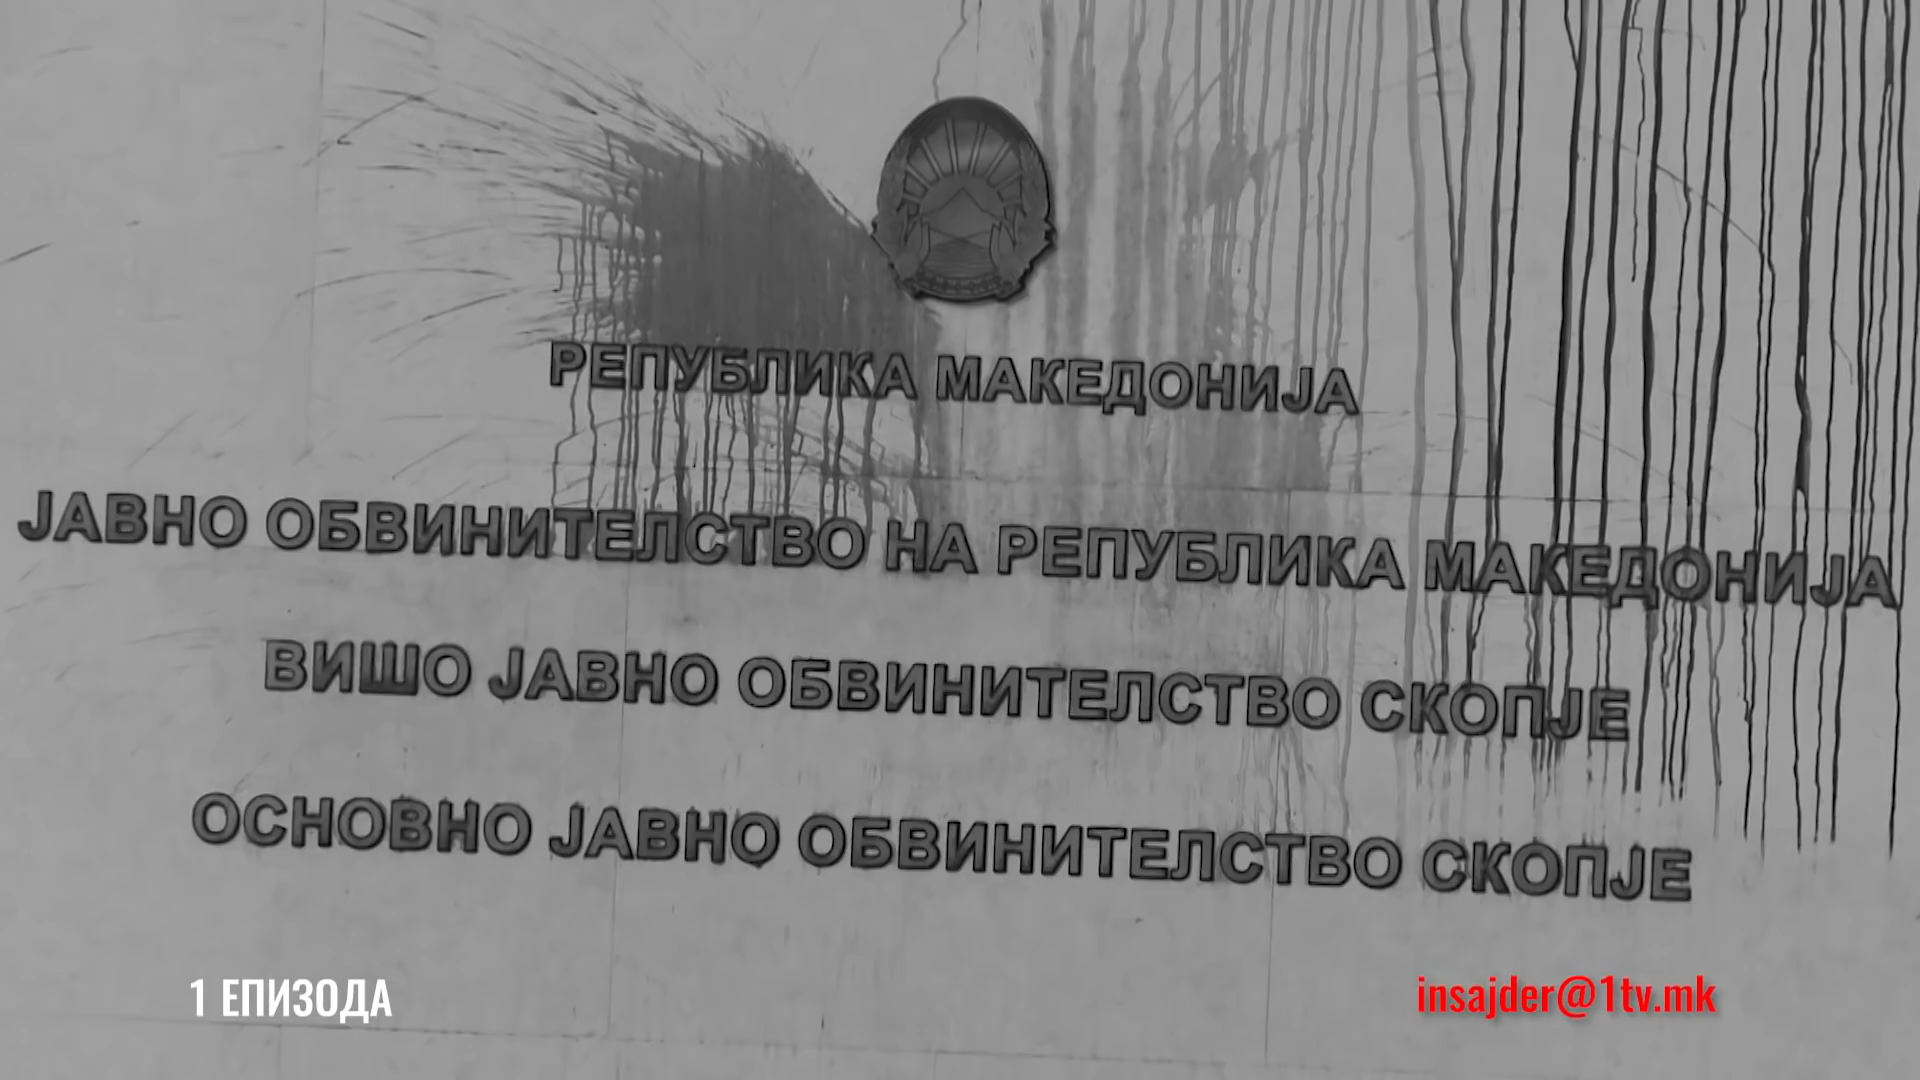 РЕПУБЛИКА МАКЕДОНИЈА
ЈАВНО ОБВИНИТЕЛСТВО НА РЕПУБЛИКА МАКЕДОНИЈА
ВИШО ЈАВНО ОБВИНИТЕЛСТВО СКОПЈЕ
ОСНОВНО ЈАВНО ОБВИНИТЕЛСТВО СКОПЈЕ
1 ЕПИЗОДА
insajder@1tv.mk